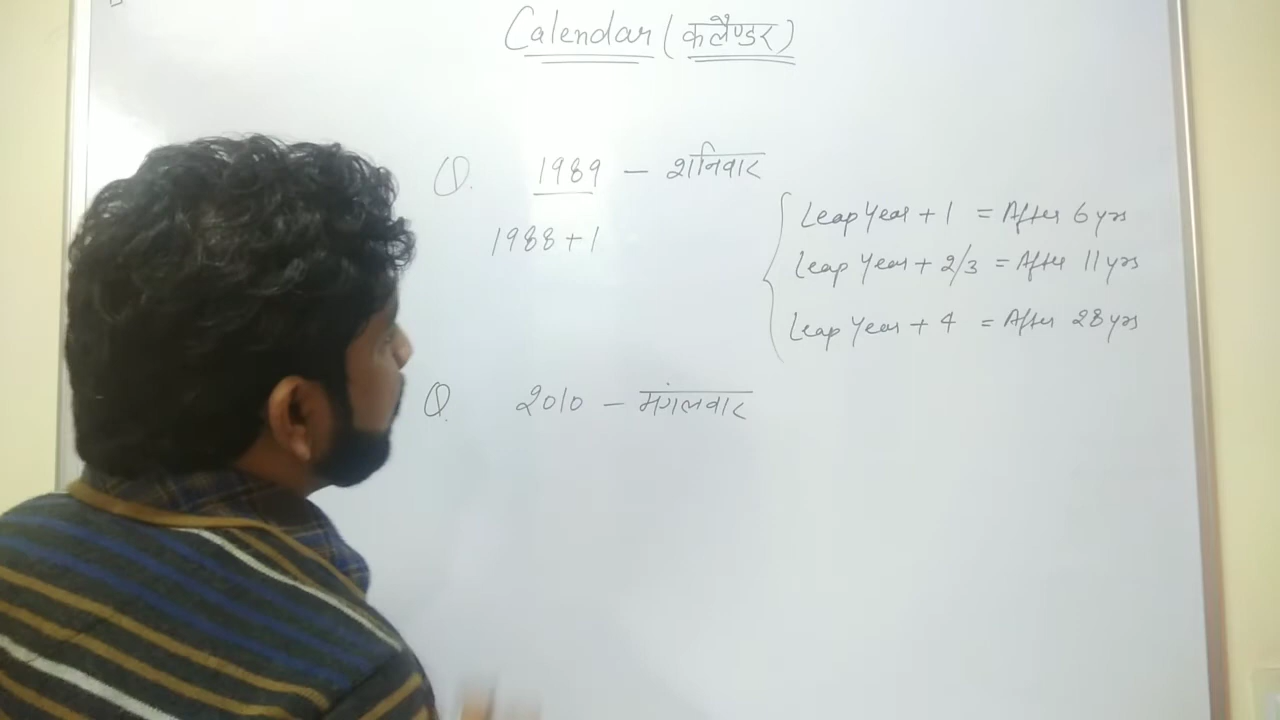 Calendar (कलैण्डर)
Q. 1989 – शनिवार
1988 + 1
Leap Year + 1 = After 6 yrs
Leap Year + 2/3 = After 11 yrs
Leap Year + 4 = After 28 yrs
Q. 2010 – मंगलवार